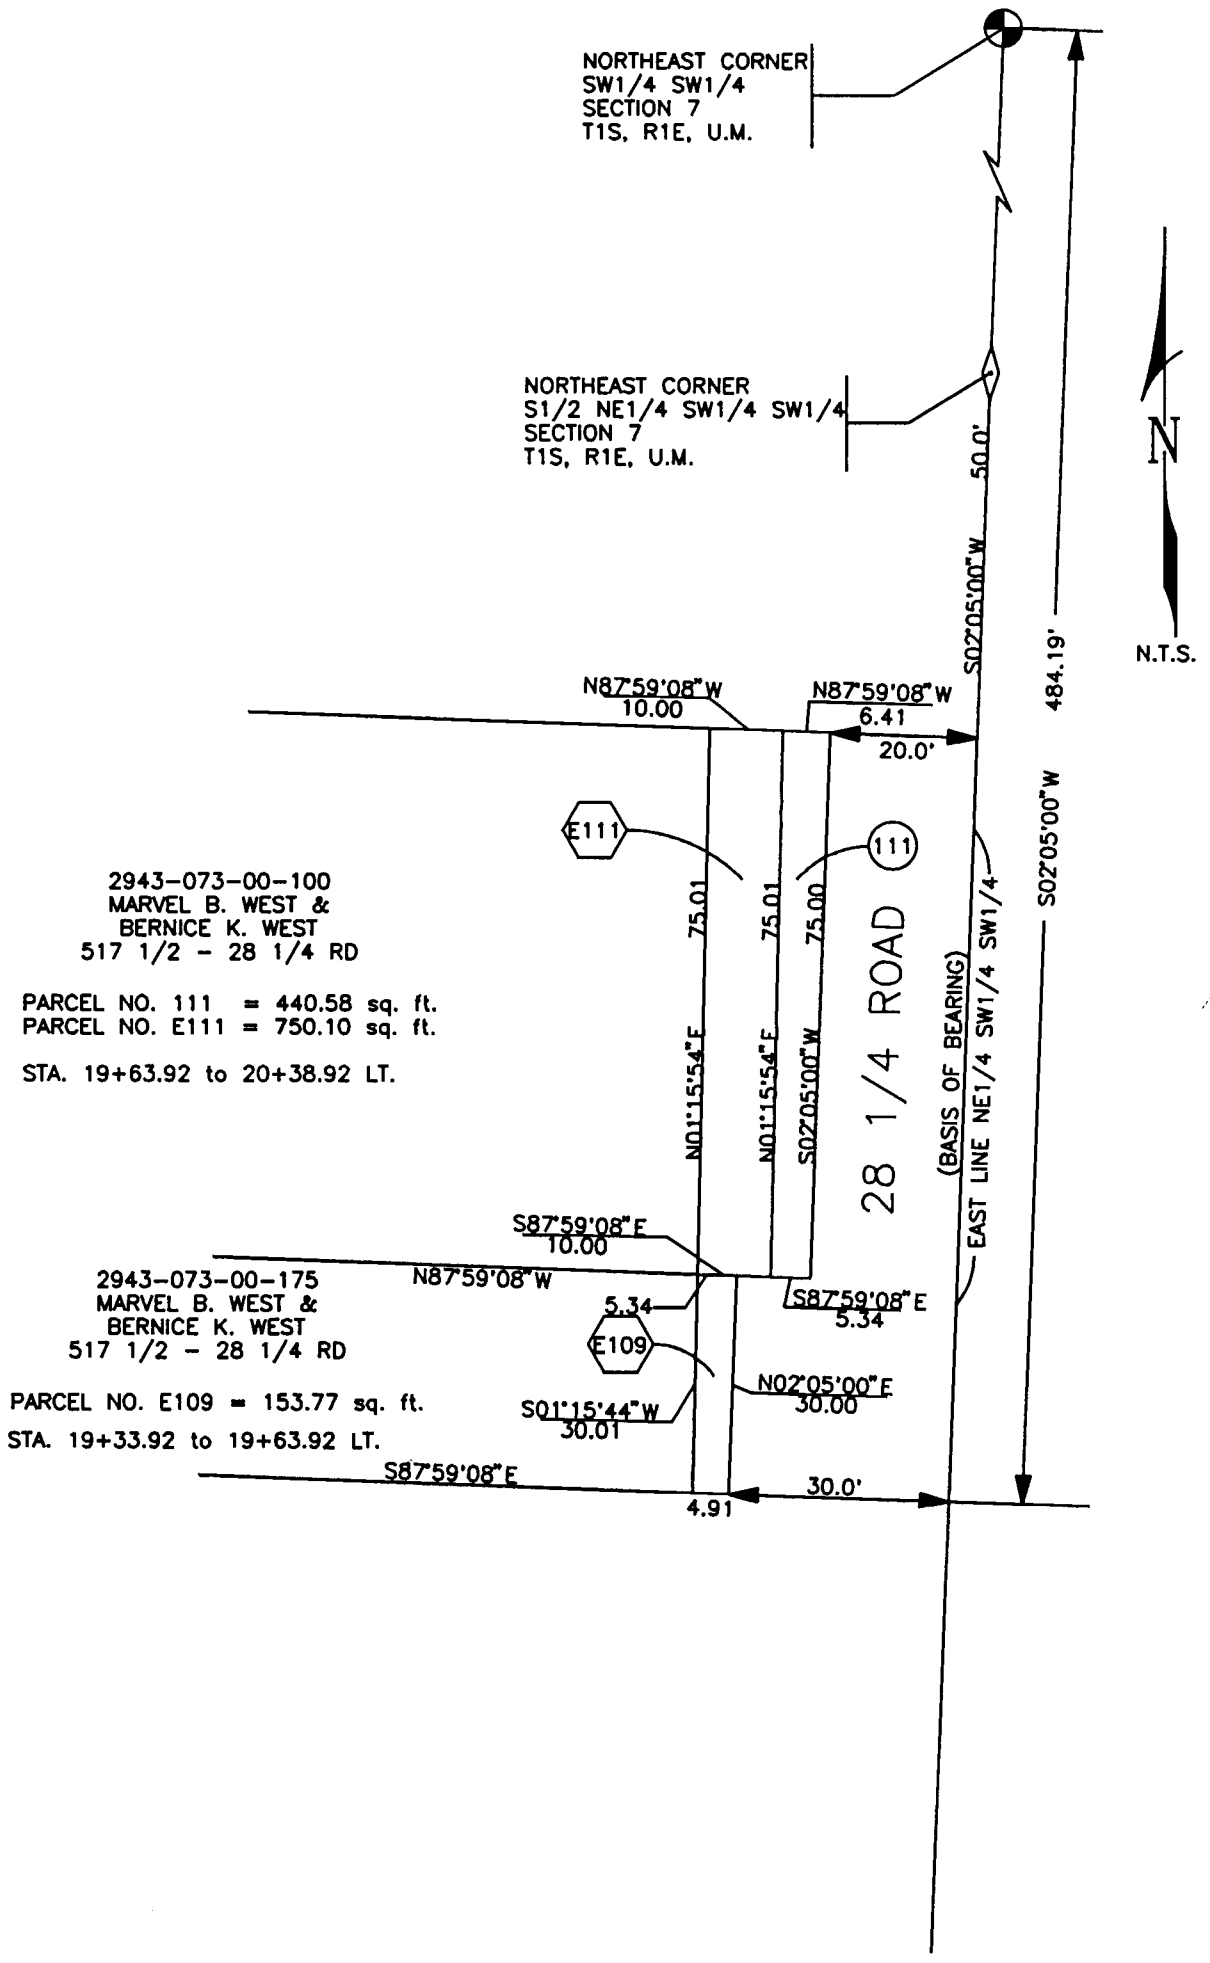 NORTHEAST CORNER
SW1/4 SW1/4
SECTION 7
T1S, R1E, U.M.
NORTHEAST CORNER
S1/2 NE1/4 SW1/4 SW1/4
SECTION 7
T1S, R1E, U.M.
50.0'
S02°05'00"W
484.19'
S02°05'00"W
N
N.T.S.
N87°59'08"W
10.00
N87°59'08"W
6.41
20.0'
E111
111
2943-073-00-100
MARVEL B. WEST &
BERNICE K. WEST
517 1/2 - 28 1/4 RD
PARCEL NO. 111 = 440.58 sq. ft.
PARCEL NO. E111 = 750.10 sq. ft.
STA. 19+63.92 to 20+38.92 LT.
N01°15'54"E 75.01
N01°15'54"E 75.01
S02°05'00"W 75.00
28 1/4 ROAD
(BASIS OF BEARING)
EAST LINE NE1/4 SW1/4 SW1/4
S87°59'08"E
10.00
N87°59'08"W
5.34
S87°59'08"E
5.34
2943-073-00-175
MARVEL B. WEST &
BERNICE K. WEST
517 1/2 - 28 1/4 RD
E109
PARCEL NO. E109 = 153.77 sq. ft.
STA. 19+33.92 to 19+63.92 LT.
N02°05'00"E
30.00
S01°15'44"W
30.01
S87°59'08"E
30.0'
4.91